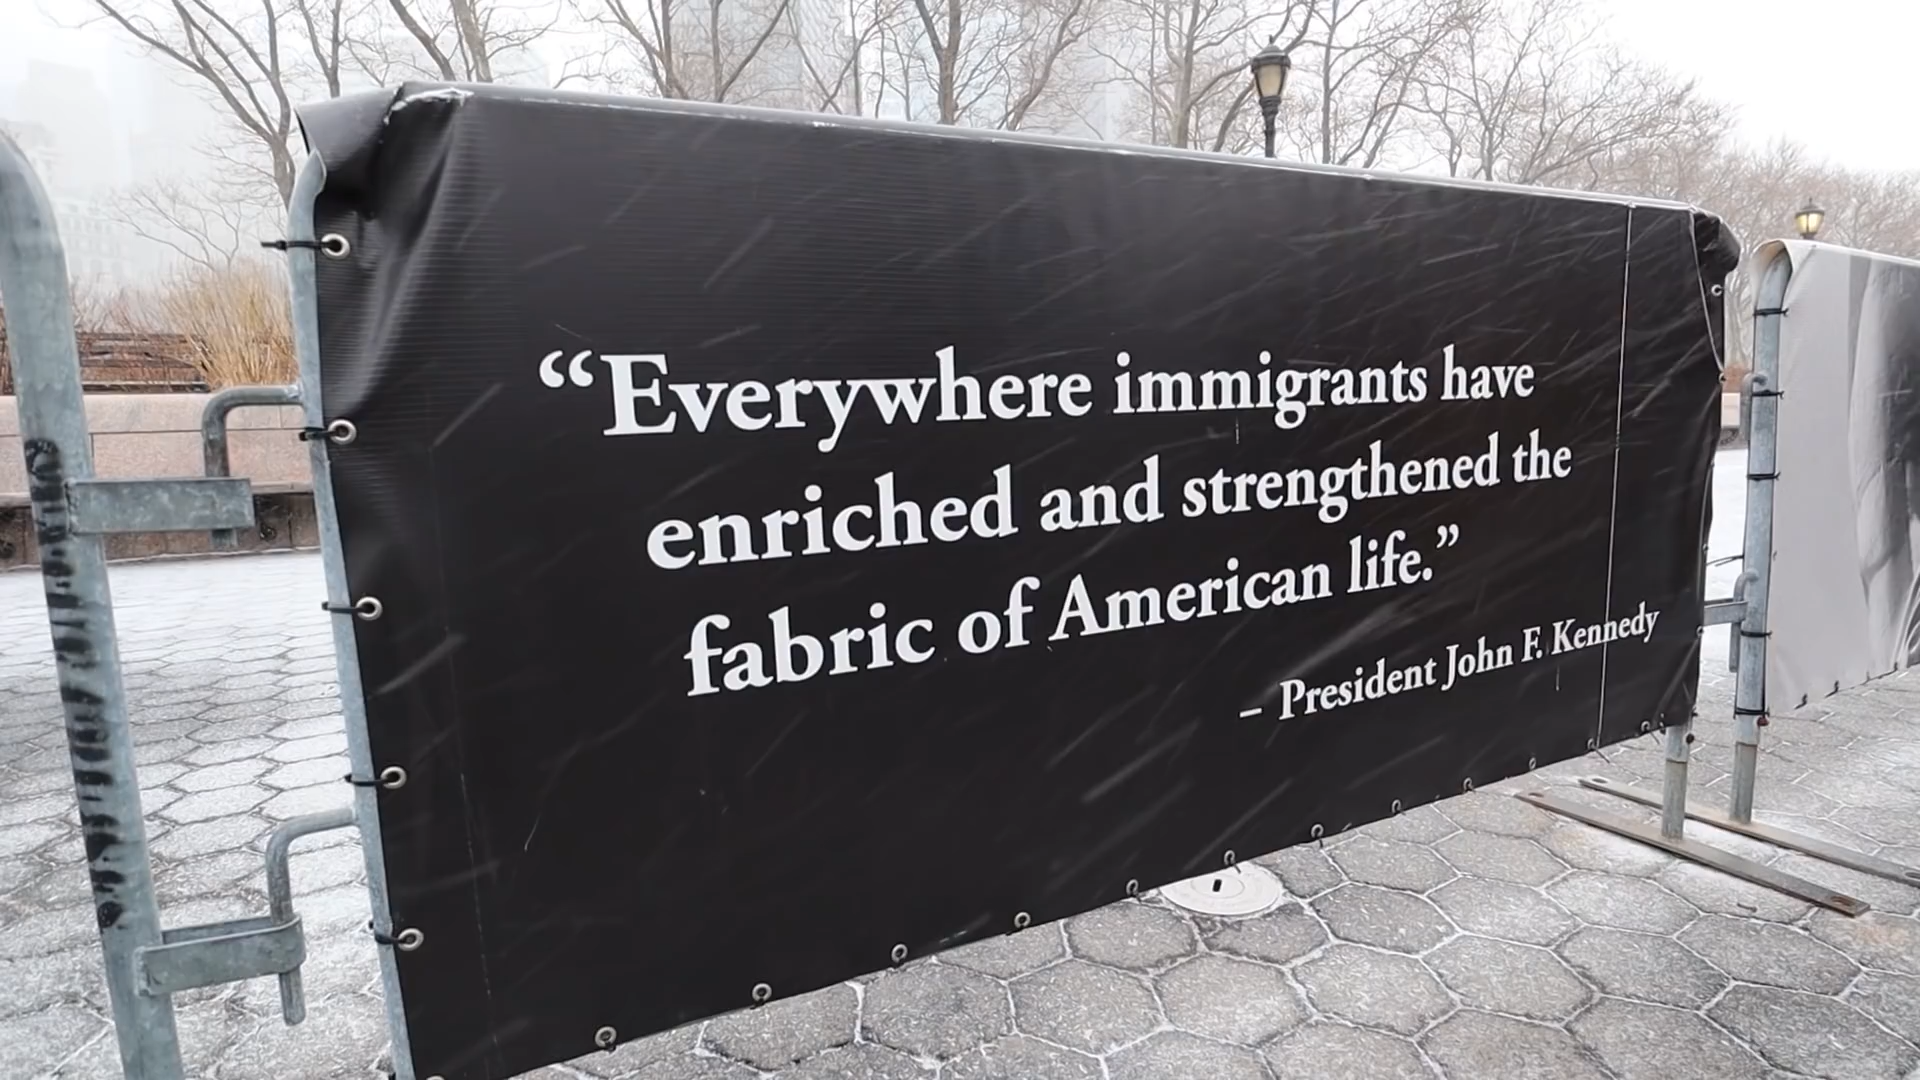 “Everywhere immigrants have
enriched and strengthened the
fabric of American life.”
– President John F. Kennedy